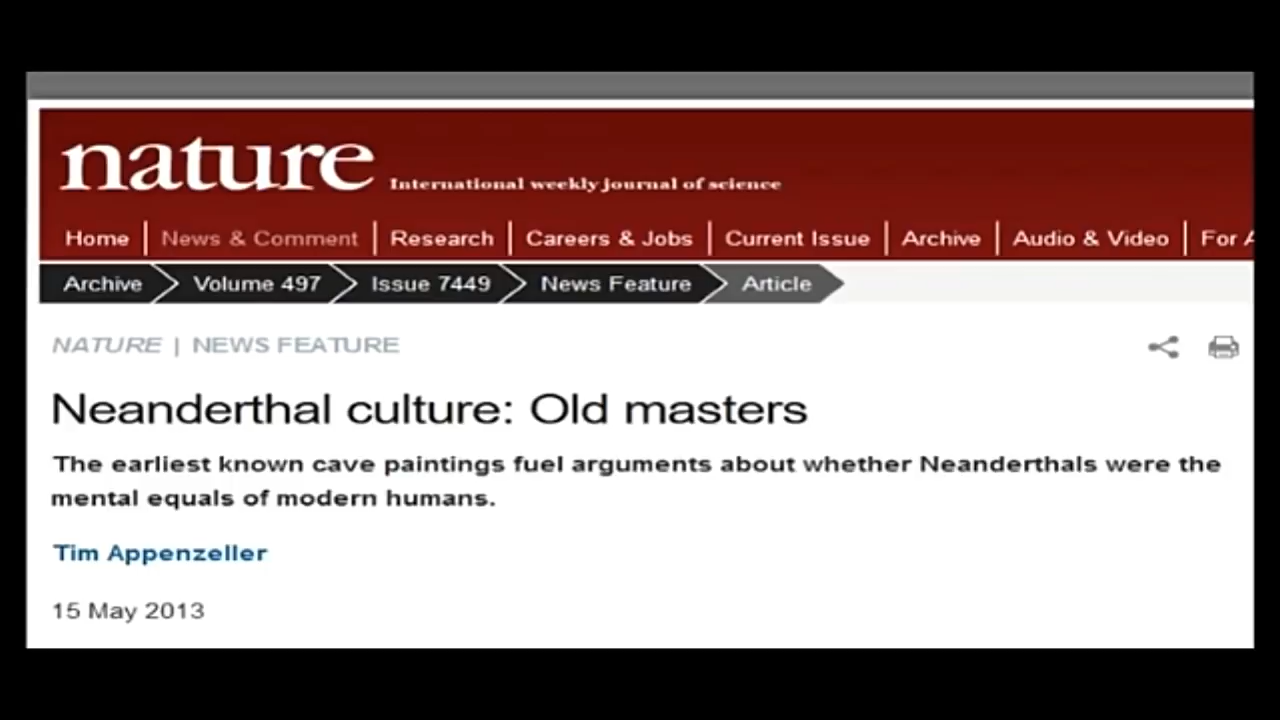 nature International weekly journal of science
Home News & Comment Research Careers & Jobs Current Issue Archive Audio & Video For A
Archive Volume 497 Issue 7449 News Feature Article
NATURE | NEWS FEATURE
Neanderthal culture: Old masters
The earliest known cave paintings fuel arguments about whether Neanderthals were the
mental equals of modern humans.
Tim Appenzeller
15 May 2013